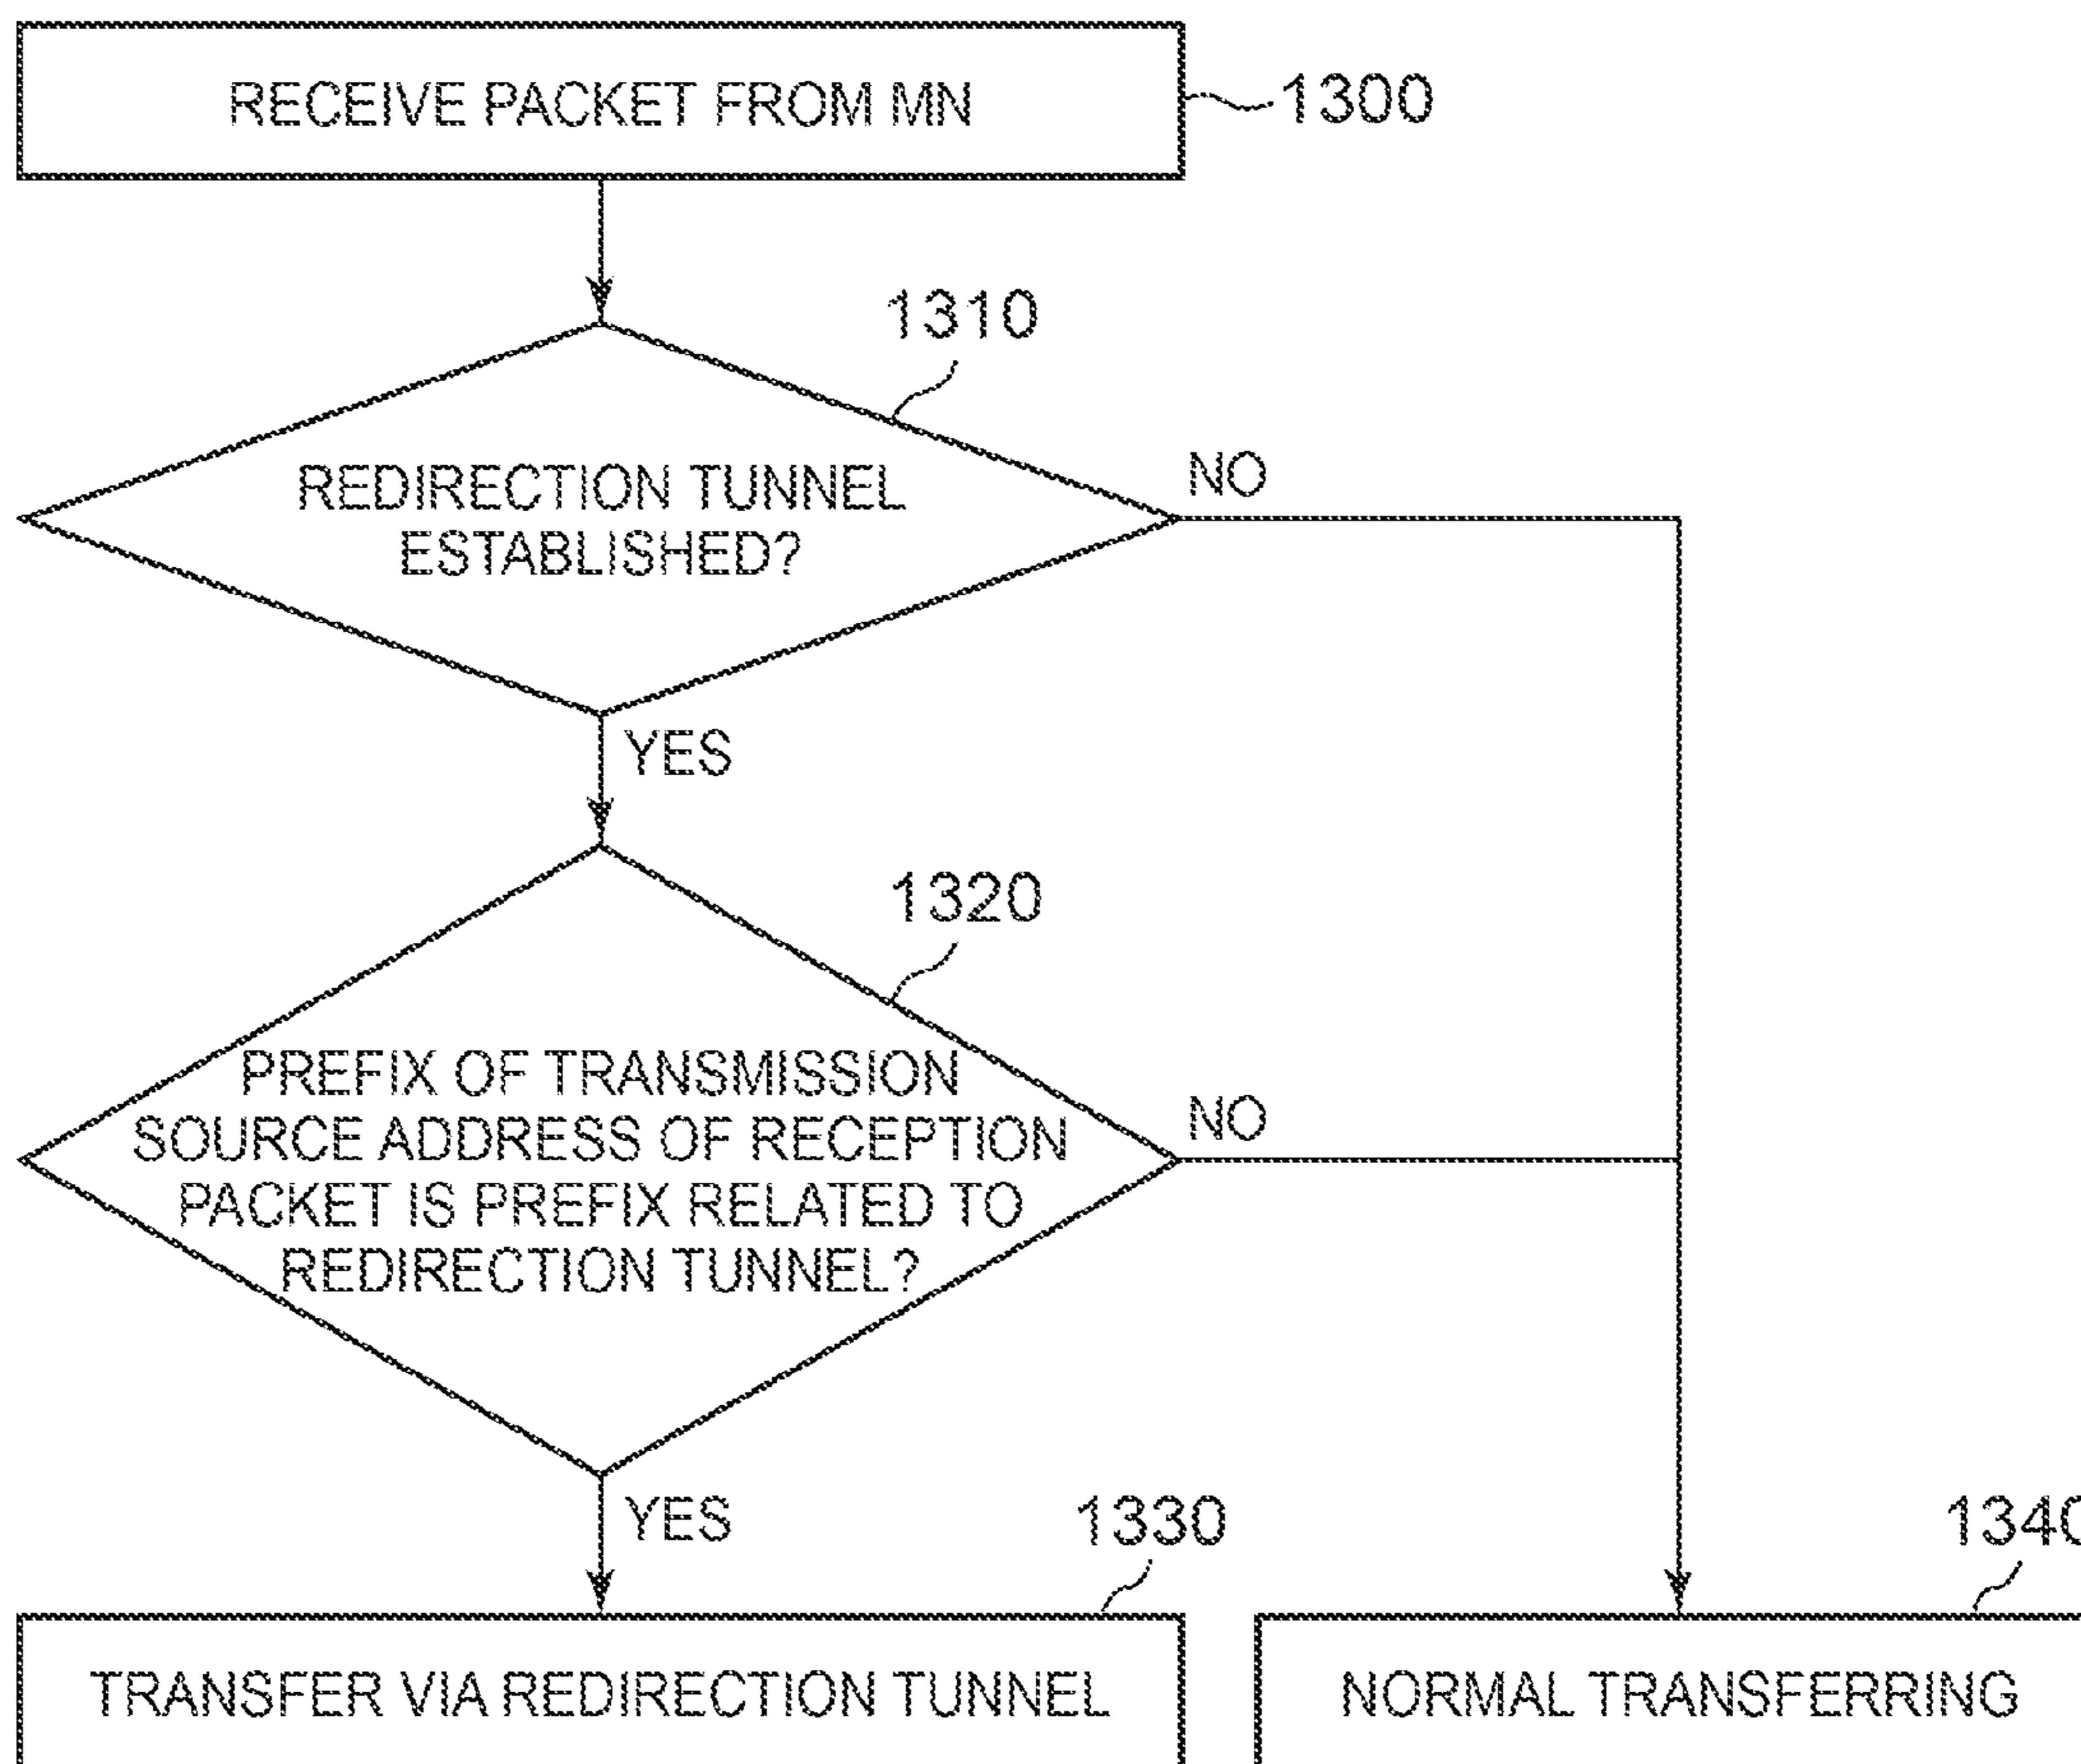 RECEIVE PACKET FROM MN
1300
1310
REDIRECTION TUNNEL
ESTABLISHED?
NO
YES
1320
PREFIX OF TRANSMISSION
SOURCE ADDRESS OF RECEPTION
PACKET IS PREFIX RELATED TO
REDIRECTION TUNNEL?
NO
YES
1330
1340
TRANSFER VIA REDIRECTION TUNNEL
NORMAL TRANSFERRING